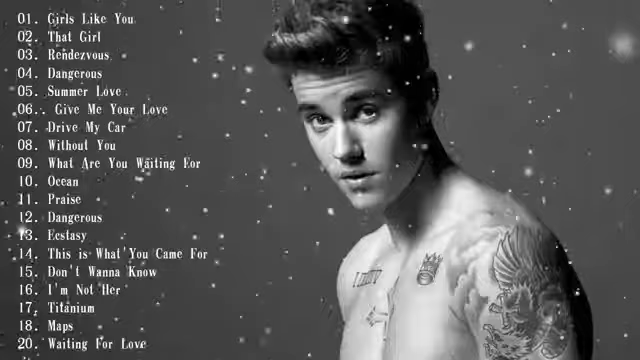 01. Girls Like You
02. That Girl
03. Rendezvous
04. Dangerous
05. Summer Love
06. Give Me Your Love
07. Drive My Car
08. Without You
09. What Are You Waiting For
10. Ocean
11. Praise
12. Dangerous
13. Ecstasy
14. This is What You Came For
15. Don't Wanna Know
16. I'm Not Her
17. Titanium
18. Maps
20. Waiting For Love